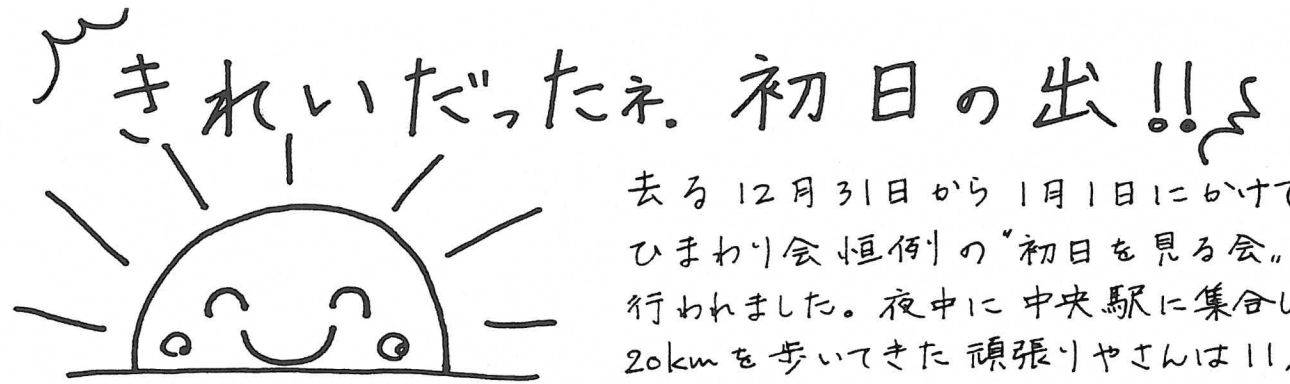 きれいだったネ. 初日の出!!
去る12月31日から1月1日にかけて
ひまわり会恒例の〝初日を見る会〟
行われました。夜中に中央駅に集合し
20kmを歩いてきた頑張りやさんは11,